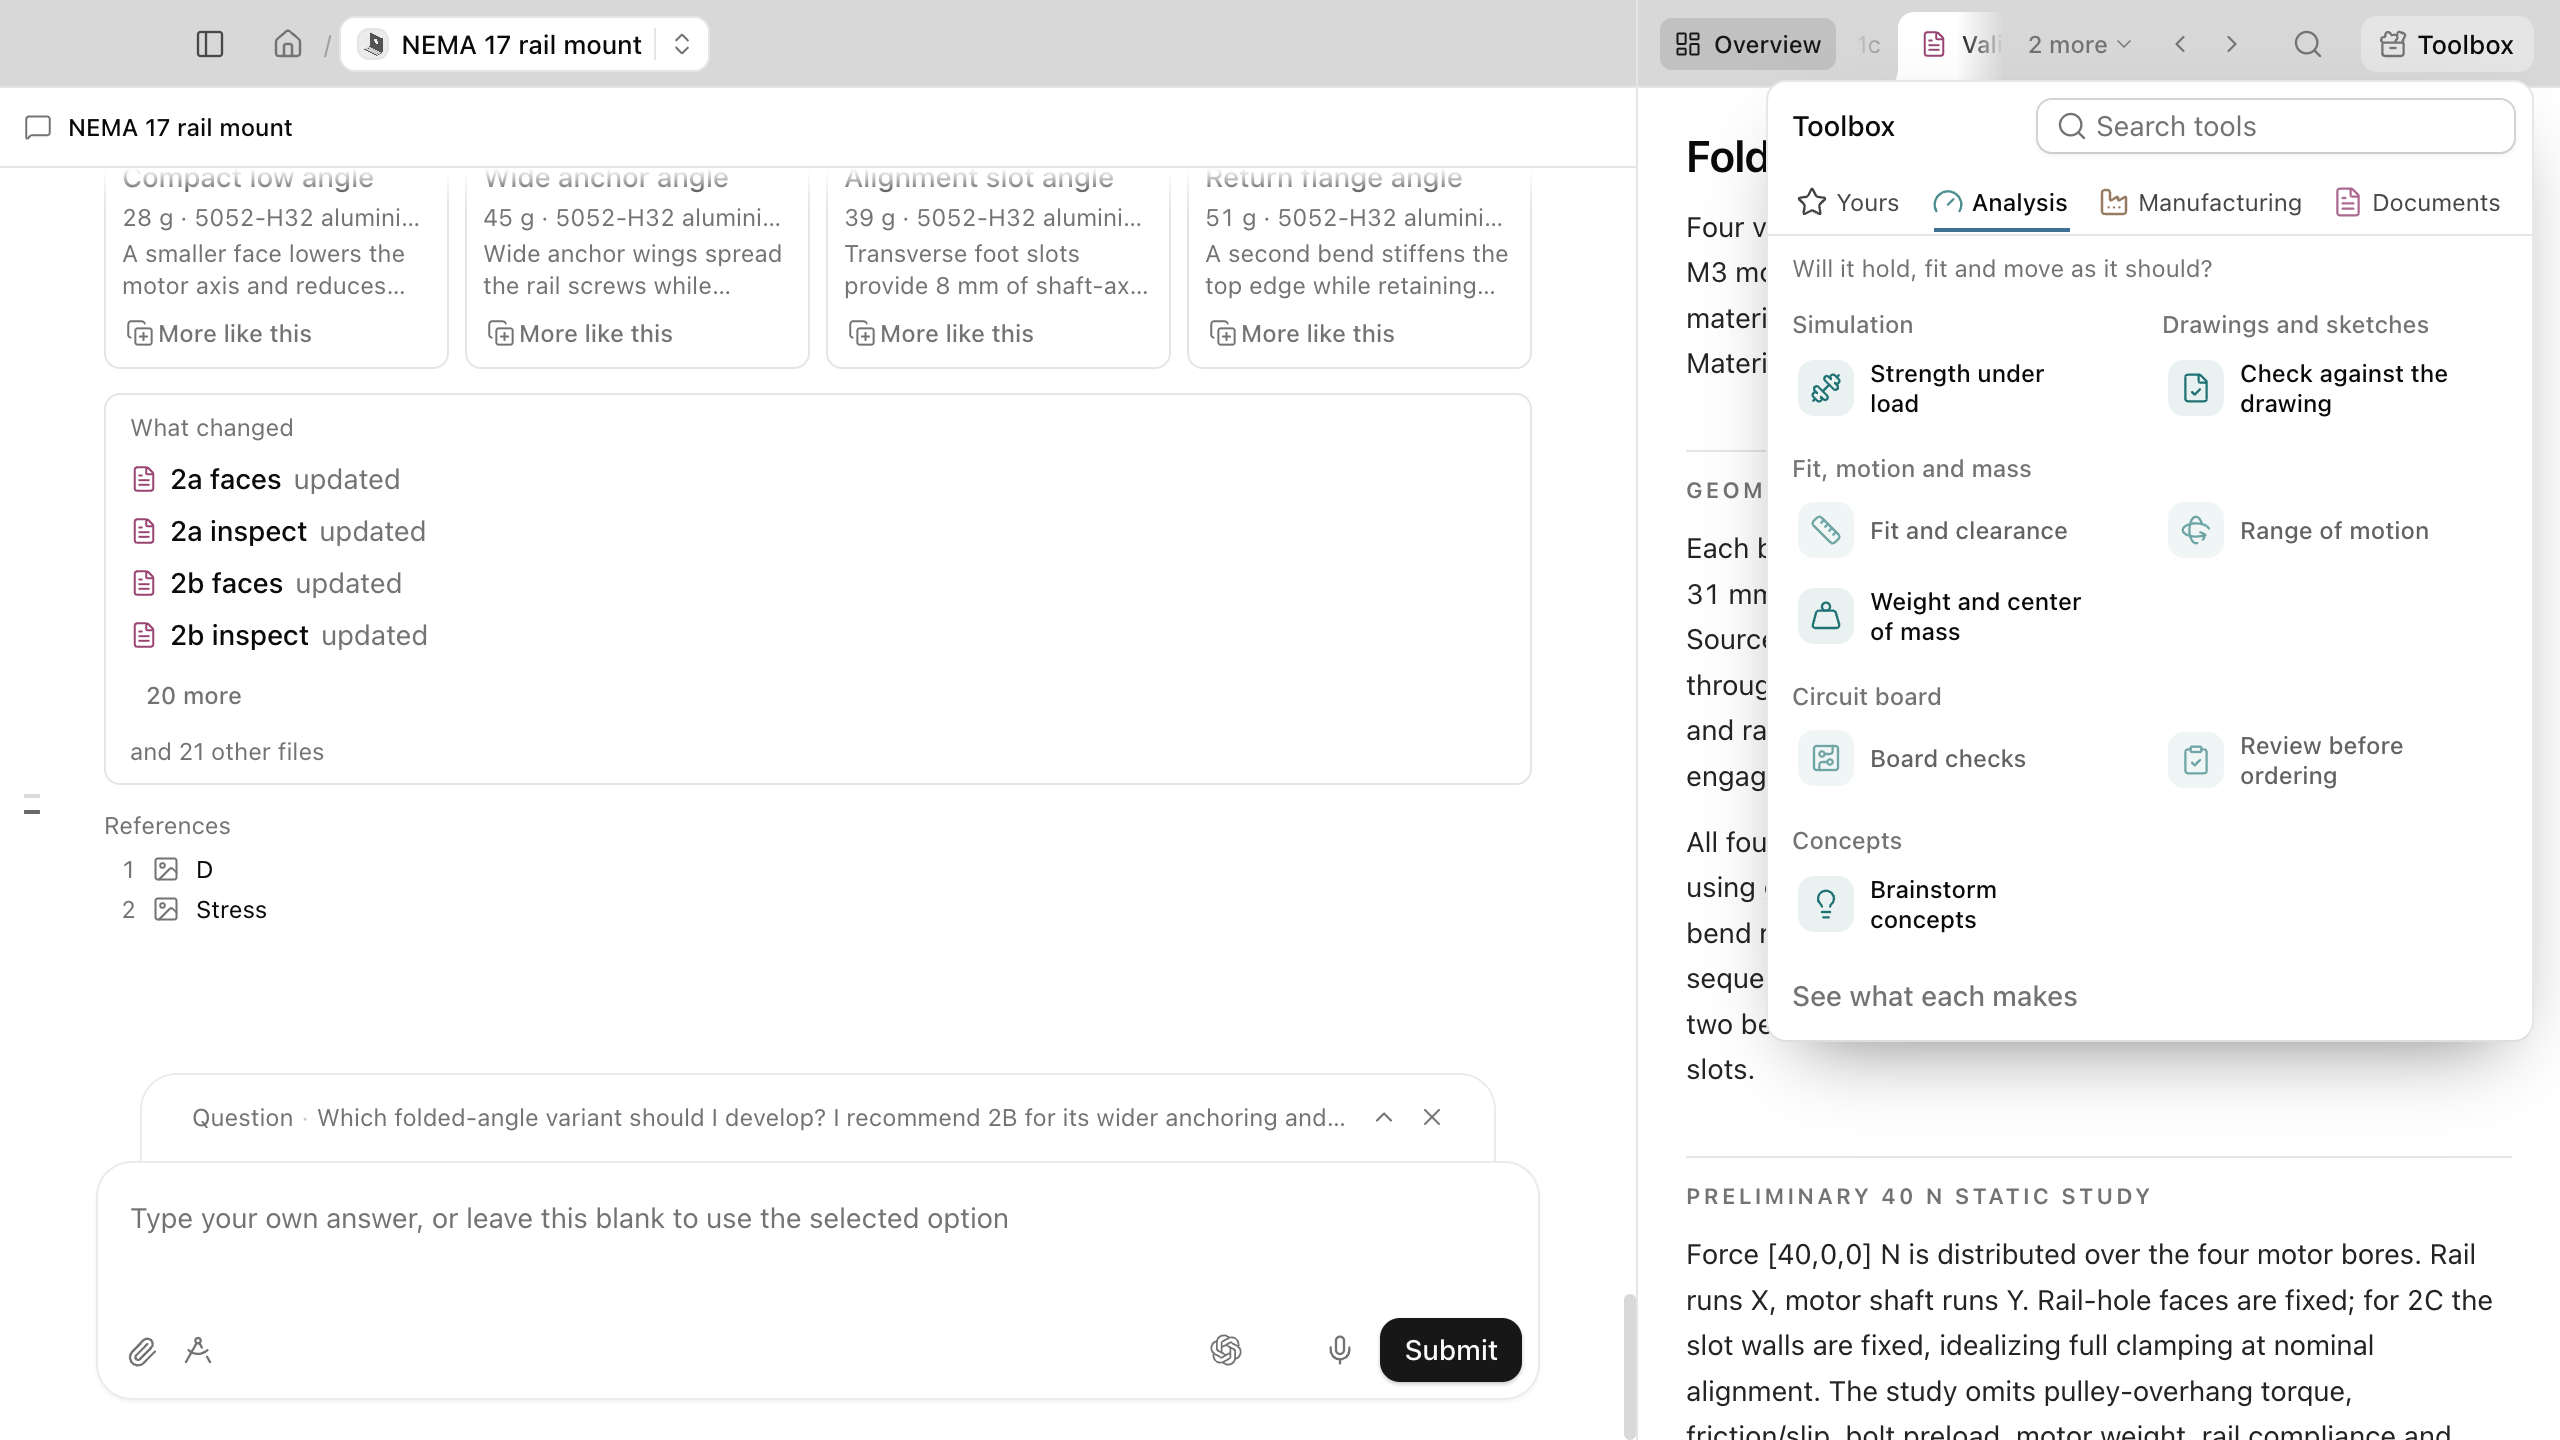 / NEMA 17 rail mount
Overview 1c Vali 2 more Toolbox
NEMA 17 rail mount
Compact low angle
28 g · 5052-H32 alumini...
A smaller face lowers the
motor axis and reduces...
More like this
Wide anchor angle
45 g · 5052-H32 alumini...
Wide anchor wings spread
the rail screws while...
More like this
Alignment slot angle
39 g · 5052-H32 alumini...
Transverse foot slots
provide 8 mm of shaft-ax...
More like this
Return flange angle
51 g · 5052-H32 alumini...
A second bend stiffens the
top edge while retaining...
More like this
What changed
2a faces updated
2a inspect updated
2b faces updated
2b inspect updated
20 more
and 21 other files
References
1 D
2 Stress
Question · Which folded-angle variant should I develop? I recommend 2B for its wider anchoring and...
Type your own answer, or leave this blank to use the selected option
Submit
Toolbox
Search tools
Yours Analysis Manufacturing Documents
Will it hold, fit and move as it should?
Simulation
Strength under
load
Drawings and sketches
Check against the
drawing
Fit, motion and mass
Fit and clearance
Range of motion
Weight and center
of mass
Circuit board
Board checks
Review before
ordering
Concepts
Brainstorm
concepts
See what each makes
Fold
Four v
M3 mo
materi
Materi
GEOM
Each b
31 mm
Source
throug
and ra
engag
All fou
using
bend r
seque
two be
slots.
PRELIMINARY 40 N STATIC STUDY
Force [40,0,0] N is distributed over the four motor bores. Rail
runs X, motor shaft runs Y. Rail-hole faces are fixed; for 2C the
slot walls are fixed, idealizing full clamping at nominal
alignment. The study omits pulley-overhang torque,
friction/slip, bolt preload, motor weight, rail compliance and